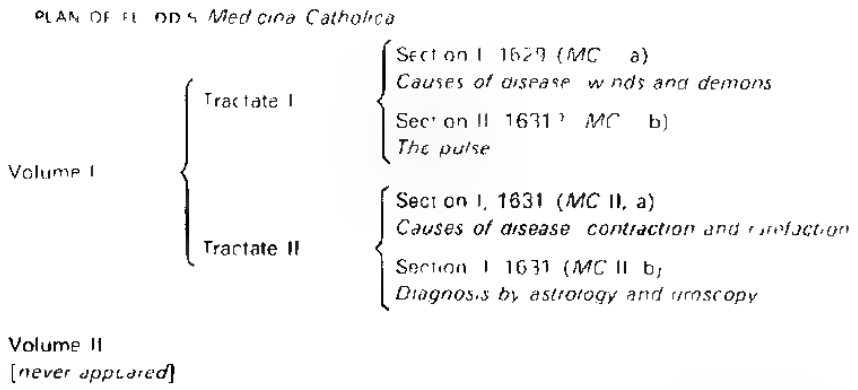 PLAN OF FLUDD'S Medicina Catholica
Section I, 1629 (MC I, a)
Causes of disease: winds and demons
Tractate I
Section II, 1631? (MC I, b)
The pulse
Volume I
Section I, 1631 (MC II, a)
Causes of disease: contraction and rarefaction
Tractate II
Section II, 1631 (MC II, b)
Diagnosis by astrology and uroscopy
Volume II
[never appeared]